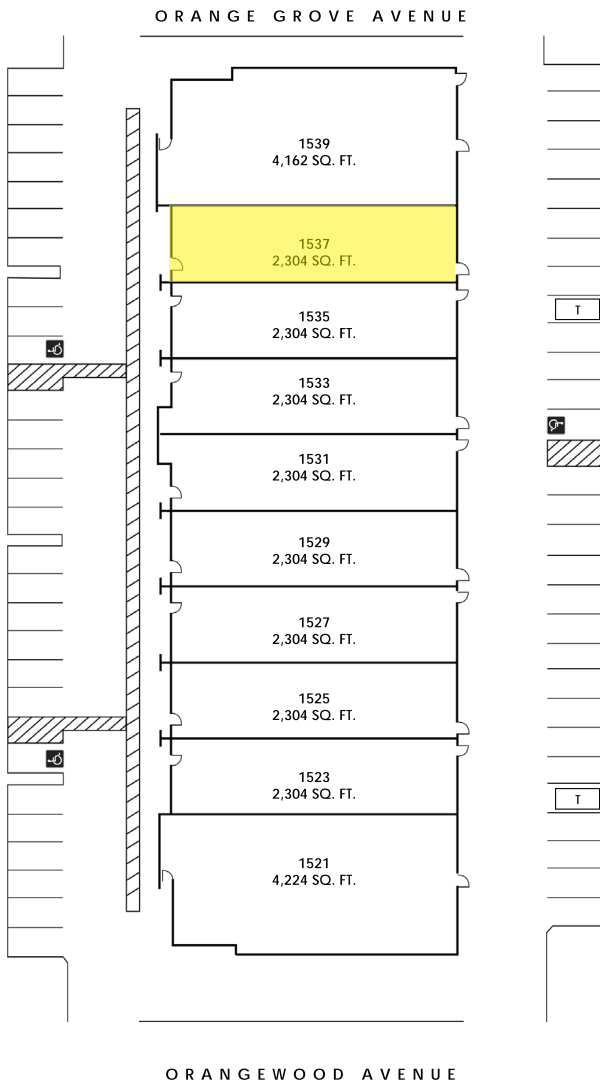 ORANGE GROVE AVENUE
1539
4,162 SQ. FT.
1537
2,304 SQ. FT.
1535
2,304 SQ. FT.
T
1533
2,304 SQ. FT.
1531
2,304 SQ. FT.
1529
2,304 SQ. FT.
1527
2,304 SQ. FT.
1525
2,304 SQ. FT.
1523
2,304 SQ. FT.
T
1521
4,224 SQ. FT.
ORANGEWOOD AVENUE